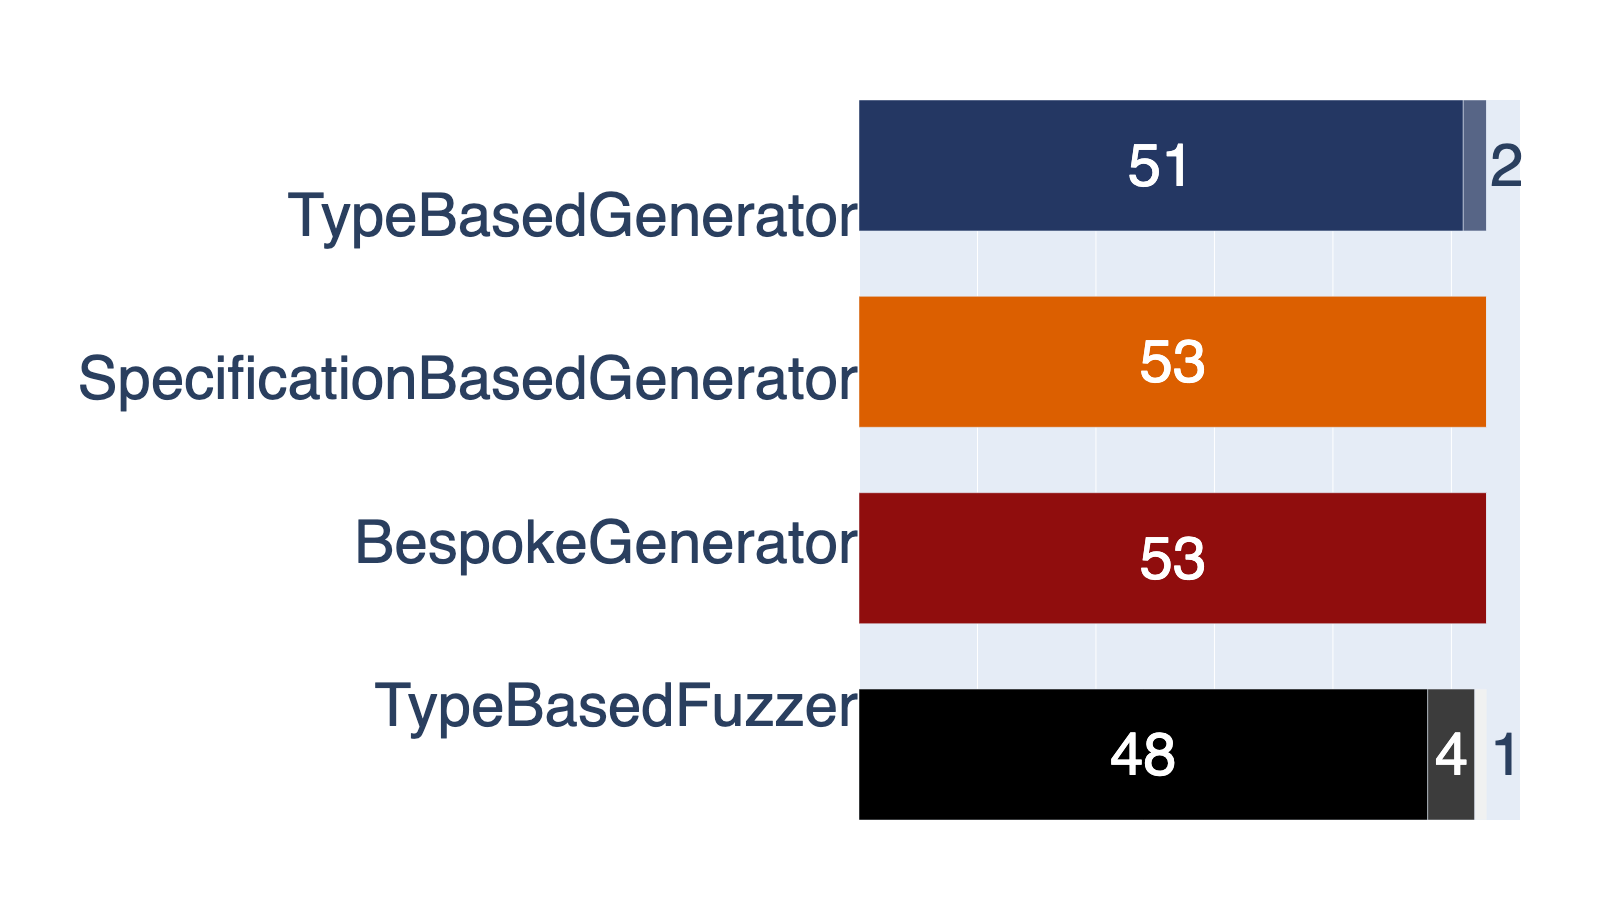 51 2
TypeBasedGenerator
53
SpecificationBasedGenerator
53
BespokeGenerator
TypeBasedFuzzer
48 4 1